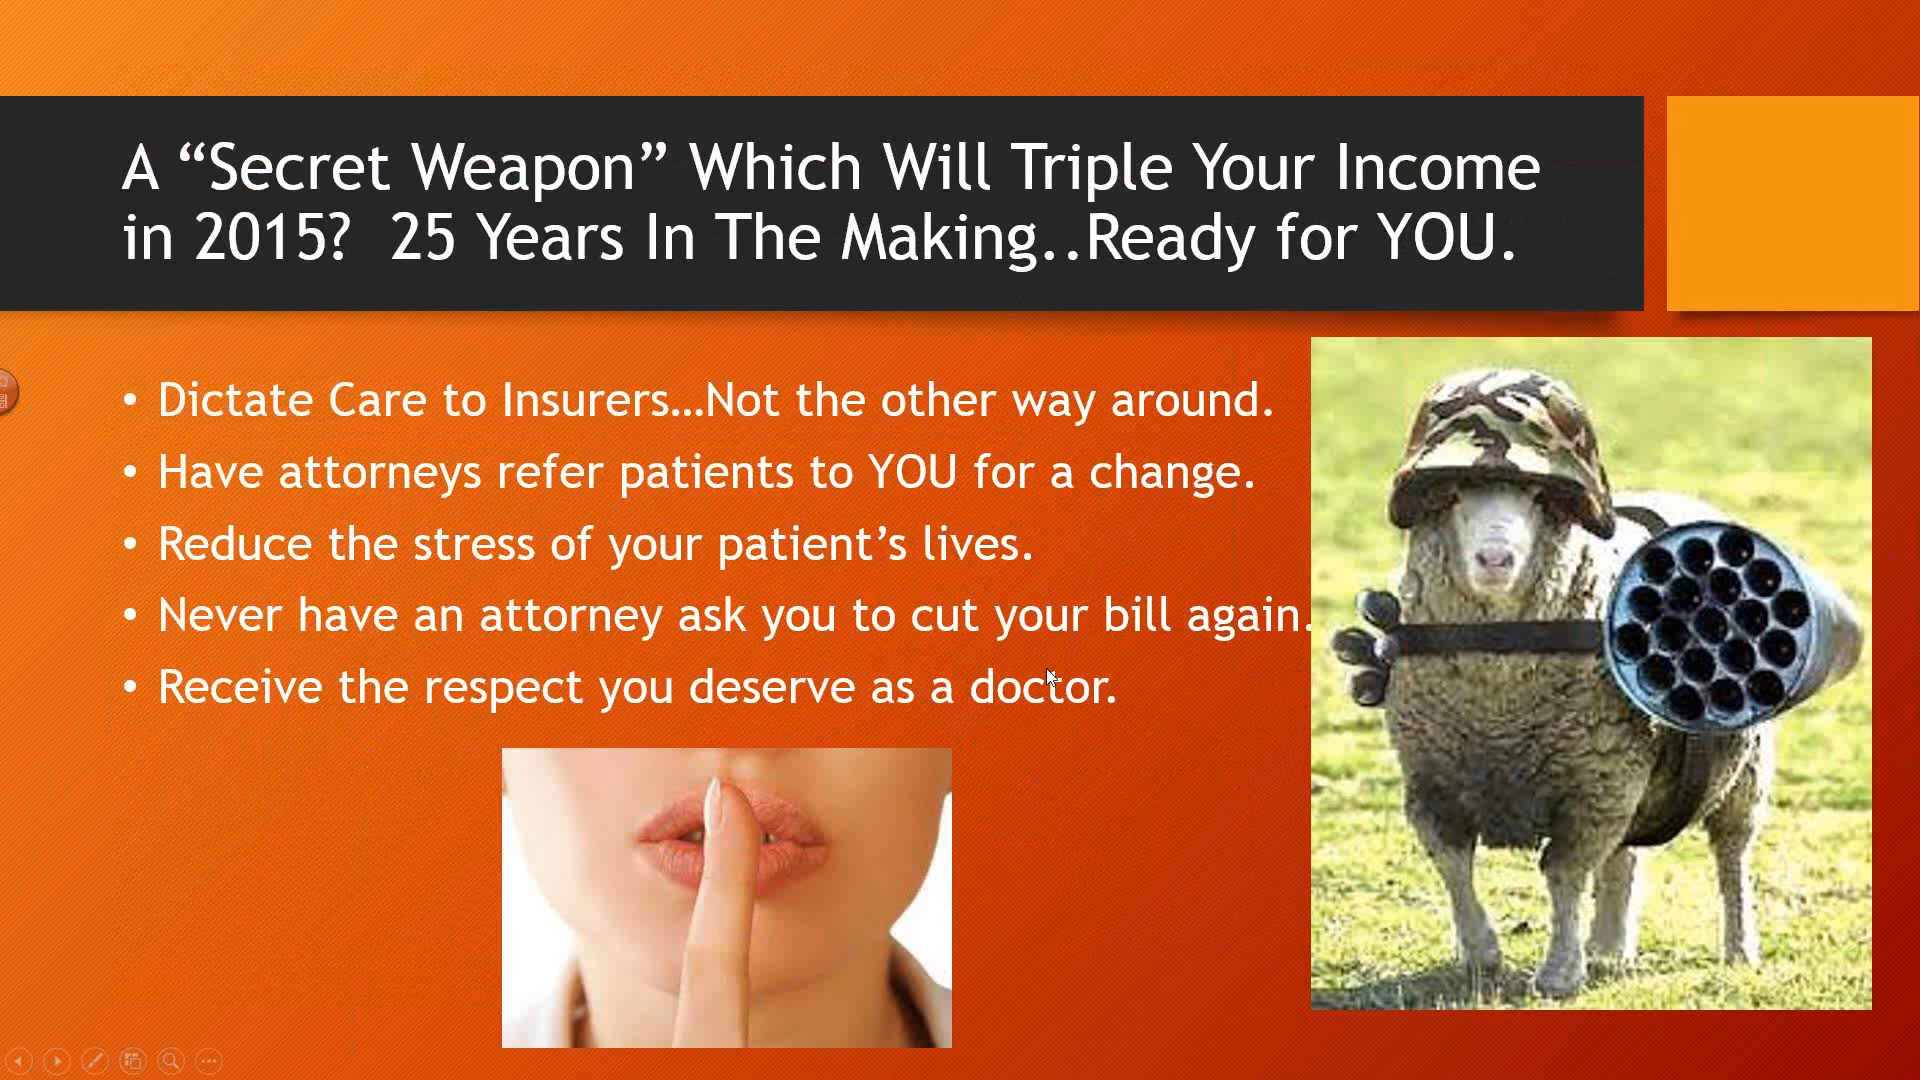 A “Secret Weapon” Which Will Triple Your Income
in 2015?  25 Years In The Making..Ready for YOU.
• Dictate Care to Insurers…Not the other way around.
• Have attorneys refer patients to YOU for a change.
• Reduce the stress of your patient’s lives.
• Never have an attorney ask you to cut your bill again.
• Receive the respect you deserve as a doctor.